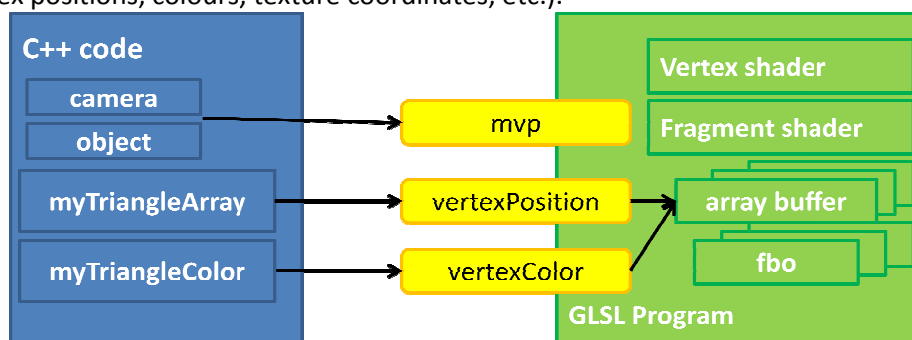 ex positions, colours, texture coordinates, etc.).
C++ code
camera
object
myTriangleArray
myTriangleColor
mvp
vertexPosition
vertexColor
Vertex shader
Fragment shader
array buffer
fbo
GLSL Program